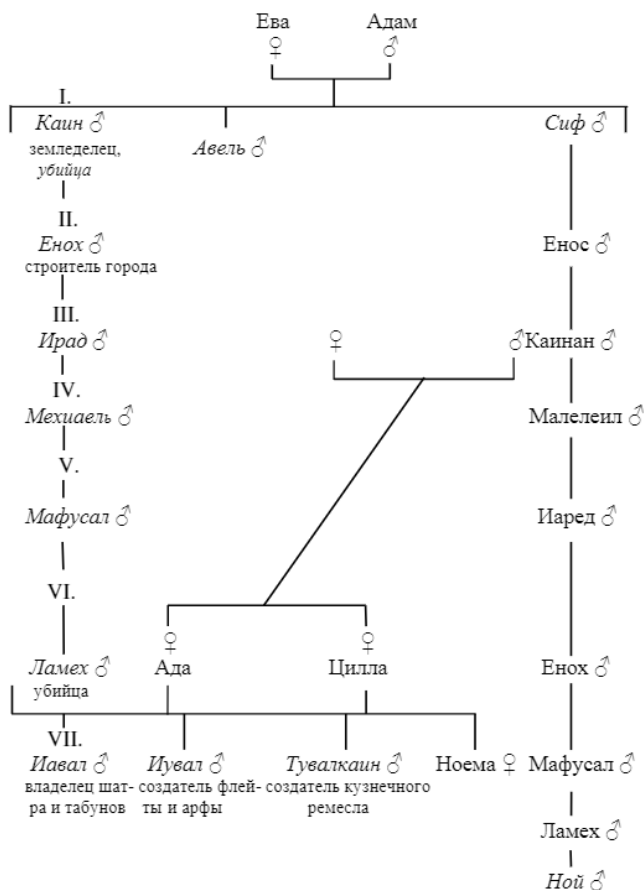 Ева Адам
♀ ♂
I.
Каин ♂ Авель ♂ Сиф ♂
земледелец,
убийца
II.
Енох ♂ Енос ♂
строитель города
III.
Ирад ♂ ♀ ♂ Каинан ♂
IV.
Мехиаель ♂ Малелеил ♂
V.
Мафусал ♂ Иаред ♂
VI.
♀ ♀
Ламех ♂ Ада Цилла Енох ♂
убийца
VII.
Иавал ♂ Иувал ♂ Тувалкаин ♂ Ноема ♀ Мафусал ♂
владелец шат- создатель флей- создатель кузнечного
ра и табунов ты и арфы ремесла
Ламех ♂
Ной ♂